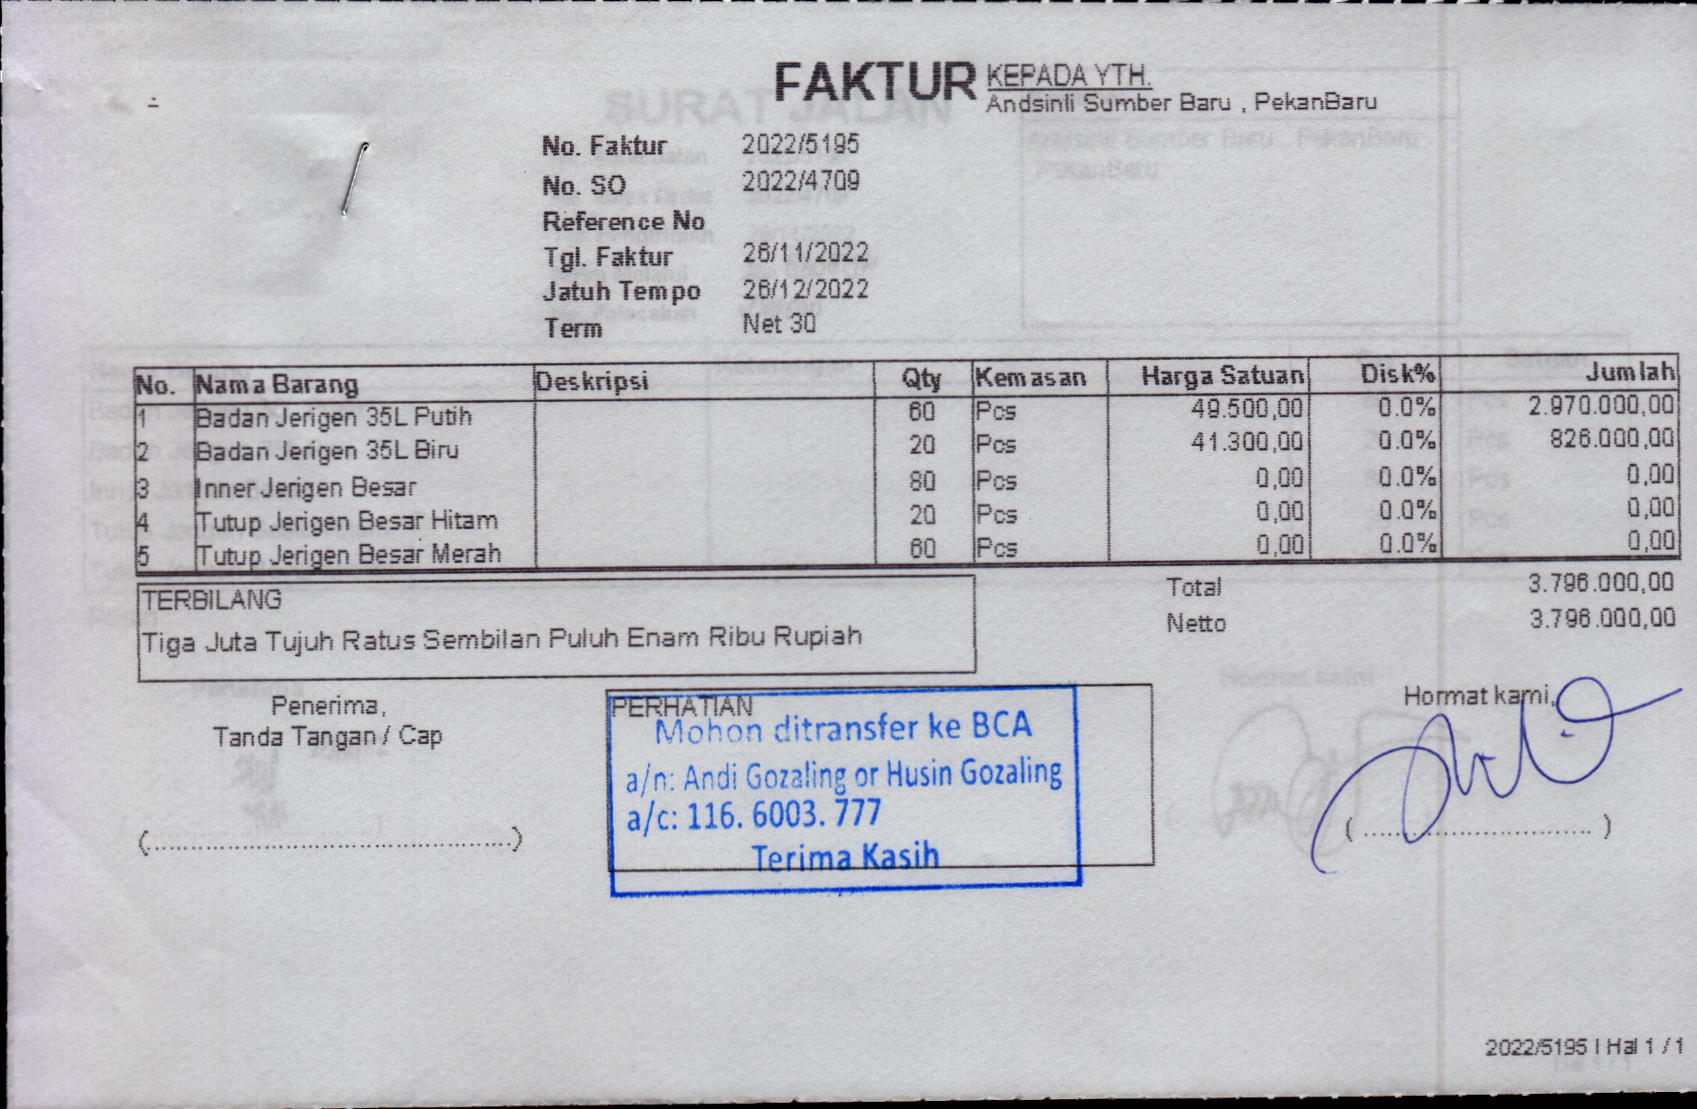 FAKTUR
KEPADA YTH.
Andsinli Sumber Baru , PekanBaru
No. Faktur 2022/5195
No. SO 2022/4709
Reference No
Tgl. Faktur 26/11/2022
Jatuh Tempo 26/12/2022
Term Net 30
No. Nama Barang Deskripsi Qty Kemasan Harga Satuan Disk% Jumlah
1 Badan Jerigen 35L Putih 60 Pcs 49.500,00 0.0% 2.970.000,00
2 Badan Jerigen 35L Biru 20 Pcs 41.300,00 0.0% 826.000,00
3 Inner Jerigen Besar 80 Pcs 0,00 0.0% 0,00
4 Tutup Jerigen Besar Hitam 20 Pcs 0,00 0.0% 0,00
5 Tutup Jerigen Besar Merah 60 Pcs 0,00 0.0% 0,00
Total 3.796.000,00
Netto 3.796.000,00
TERBILANG
Tiga Juta Tujuh Ratus Sembilan Puluh Enam Ribu Rupiah
Penerima,
Tanda Tangan / Cap
(................................................)
PERHATIAN
Mohon ditransfer ke BCA
a/n: Andi Gozaling or Husin Gozaling
a/c: 116. 6003. 777
Terima Kasih
Hormat kami,
( ................................ )
2022/5195 | Hal 1 / 1